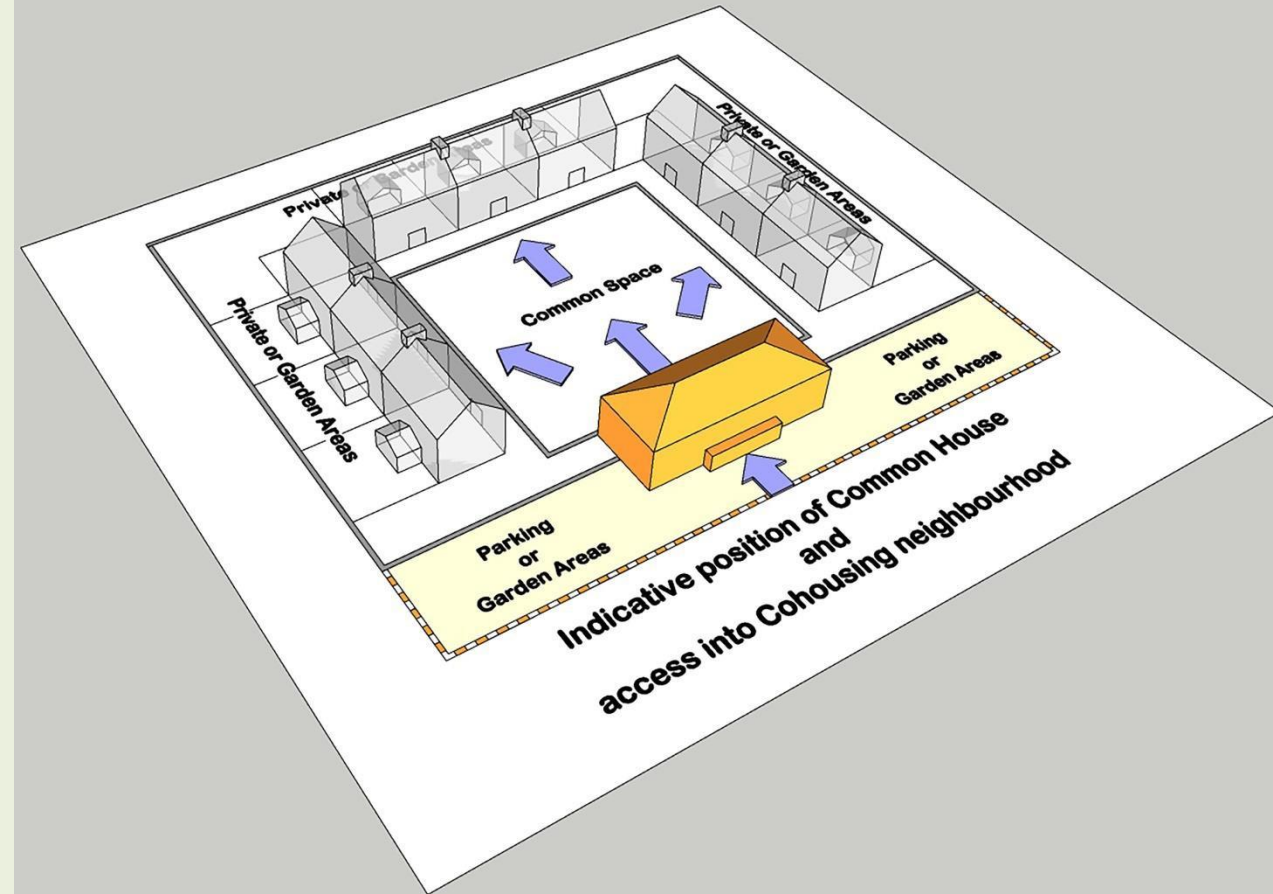 Private or Garden Areas
Private or Garden Areas
Private or Garden Areas
Common Space
Parking
or
Garden Areas
Parking
or
Garden Areas
Indicative position of Common House
and
access into Cohousing neighbourhood